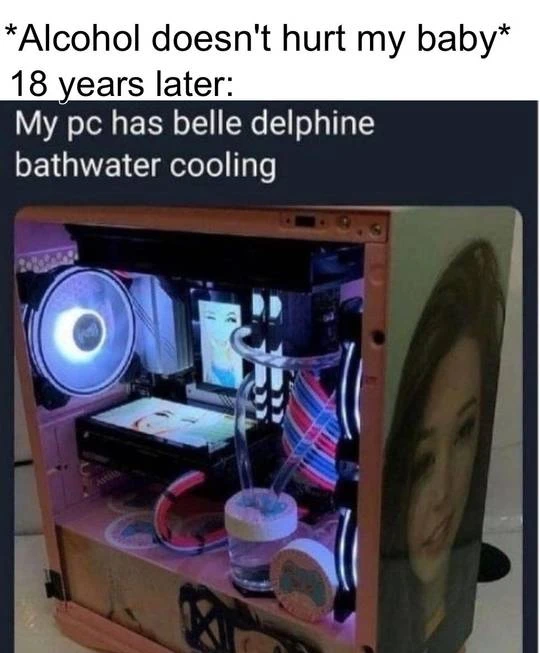 *Alcohol doesn't hurt my baby*
18 years later:
My pc has belle delphine
bathwater cooling